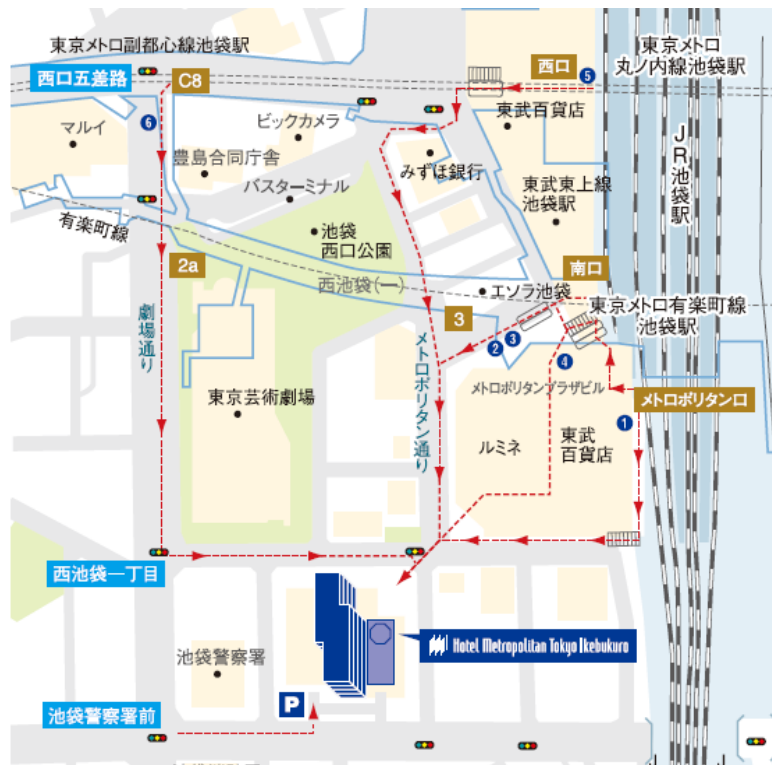 東京メトロ副都心線池袋駅
西口五差路
C8
西口
5
東京メトロ
丸ノ内線池袋駅
マルイ
6
ビックカメラ
東武百貨店
豊島合同庁舎
みずほ銀行
JR池袋駅
バスターミナル
東武東上線
池袋駅
有楽町線
池袋
西口公園
2a
西池袋(一)
エソラ池袋
南口
東京メトロ有楽町線
池袋駅
3
2
3
4
劇場通り
メトロポリタン通り
メトロポリタンプラザビル
メトロポリタン口
東京芸術劇場
1
ルミネ
東武
百貨店
西池袋一丁目
Hotel Metropolitan Tokyo Ikebukuro
池袋警察署
P
池袋警察署前